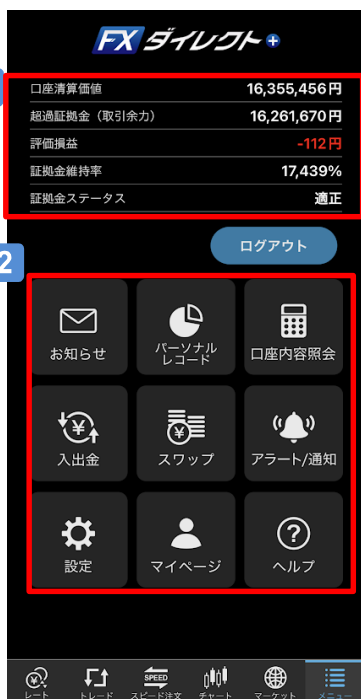 FXダイレクト+
口座清算価値 16,355,456円
超過証拠金（取引余力） 16,261,670円
評価損益 -112円
証拠金維持率 17,439%
証拠金ステータス 適正
ログアウト
2
お知らせ
パーソナル
レコード
口座内容照会
入出金
スワップ
アラート/通知
設定
マイページ
ヘルプ
SPEED
レート トレード スピード注文 チャート マーケット メニュー